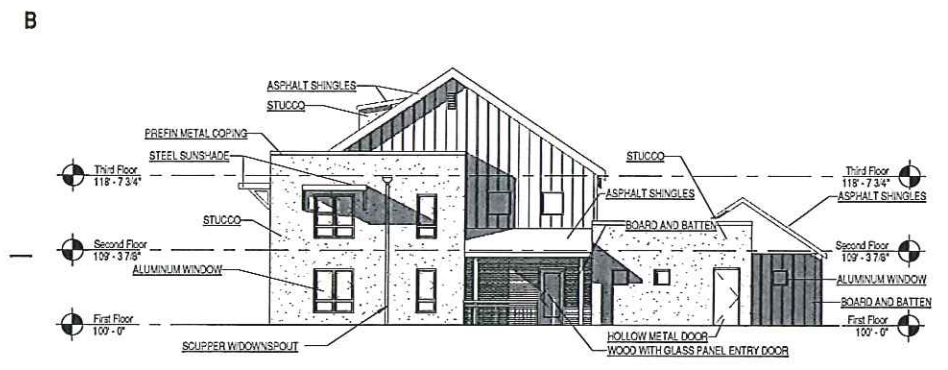 B
ASPHALT SHINGLES
STUCCO
PREFIN METAL COPING
STEEL SUNSHADE
STUCCO
Third Floor
118' - 7 3/4"
Third Floor
118' - 7 3/4"
ASPHALT SHINGLES
ASPHALT SHINGLES
STUCCO
BOARD AND BATTEN
Second Floor
109' - 3 7/8"
Second Floor
109' - 3 7/8"
ALUMINUM WINDOW
ALUMINUM WINDOW
BOARD AND BATTEN
First Floor
100' - 0"
First Floor
100' - 0"
SCUPPER W/DOWNSPOUT
HOLLOW METAL DOOR
WOOD WITH GLASS PANEL ENTRY DOOR